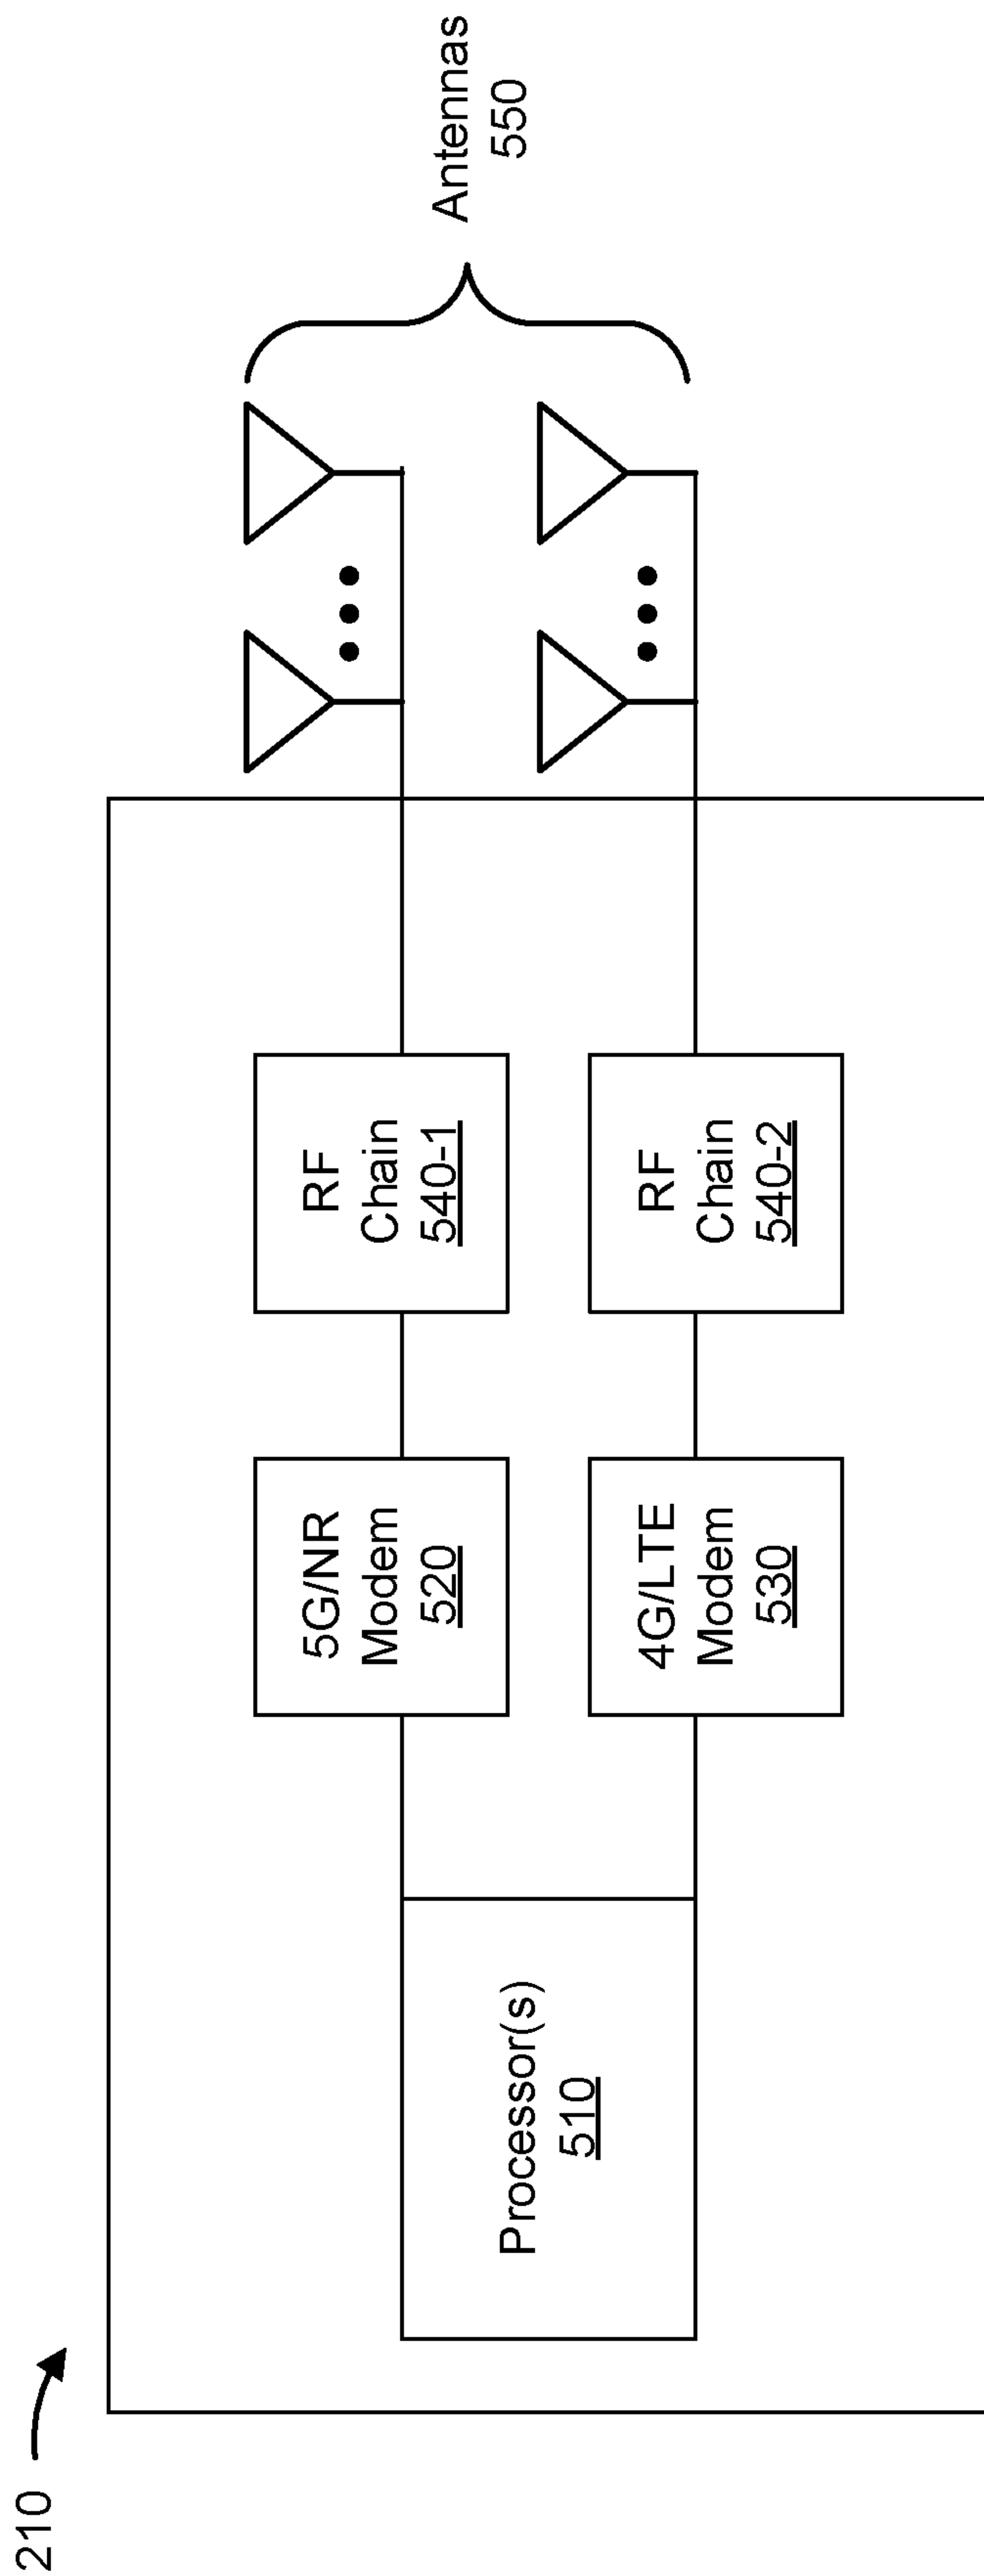 210
Processor(s)
510
5G/NR
Modem
520
RF
Chain
540-1
4G/LTE
Modem
530
RF
Chain
540-2
Antennas
550